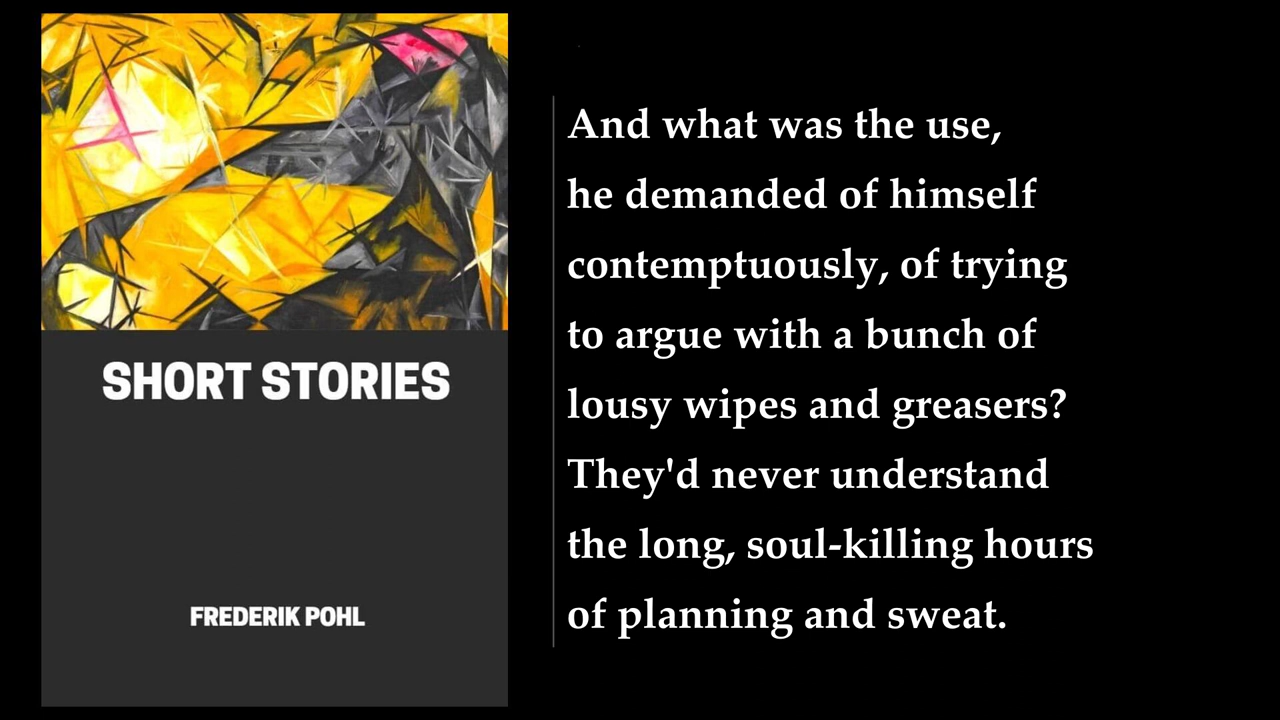 SHORT STORIES
FREDERIK POHL
And what was the use,
he demanded of himself
contemptuously, of trying
to argue with a bunch of
lousy wipes and greasers?
They'd never understand
the long, soul-killing hours
of planning and sweat.